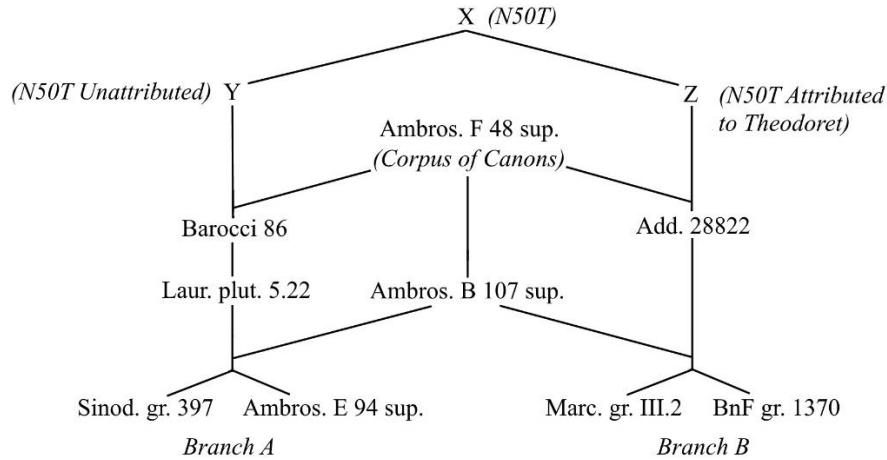 X (N50T)
(N50T Unattributed) Y
Z (N50T Attributed
to Theodoret)
Ambros. F 48 sup.
(Corpus of Canons)
Barocci 86
Add. 28822
Laur. plut. 5.22
Ambros. B 107 sup.
Sinod. gr. 397
Ambros. E 94 sup.
Marc. gr. III.2
BnF gr. 1370
Branch A
Branch B